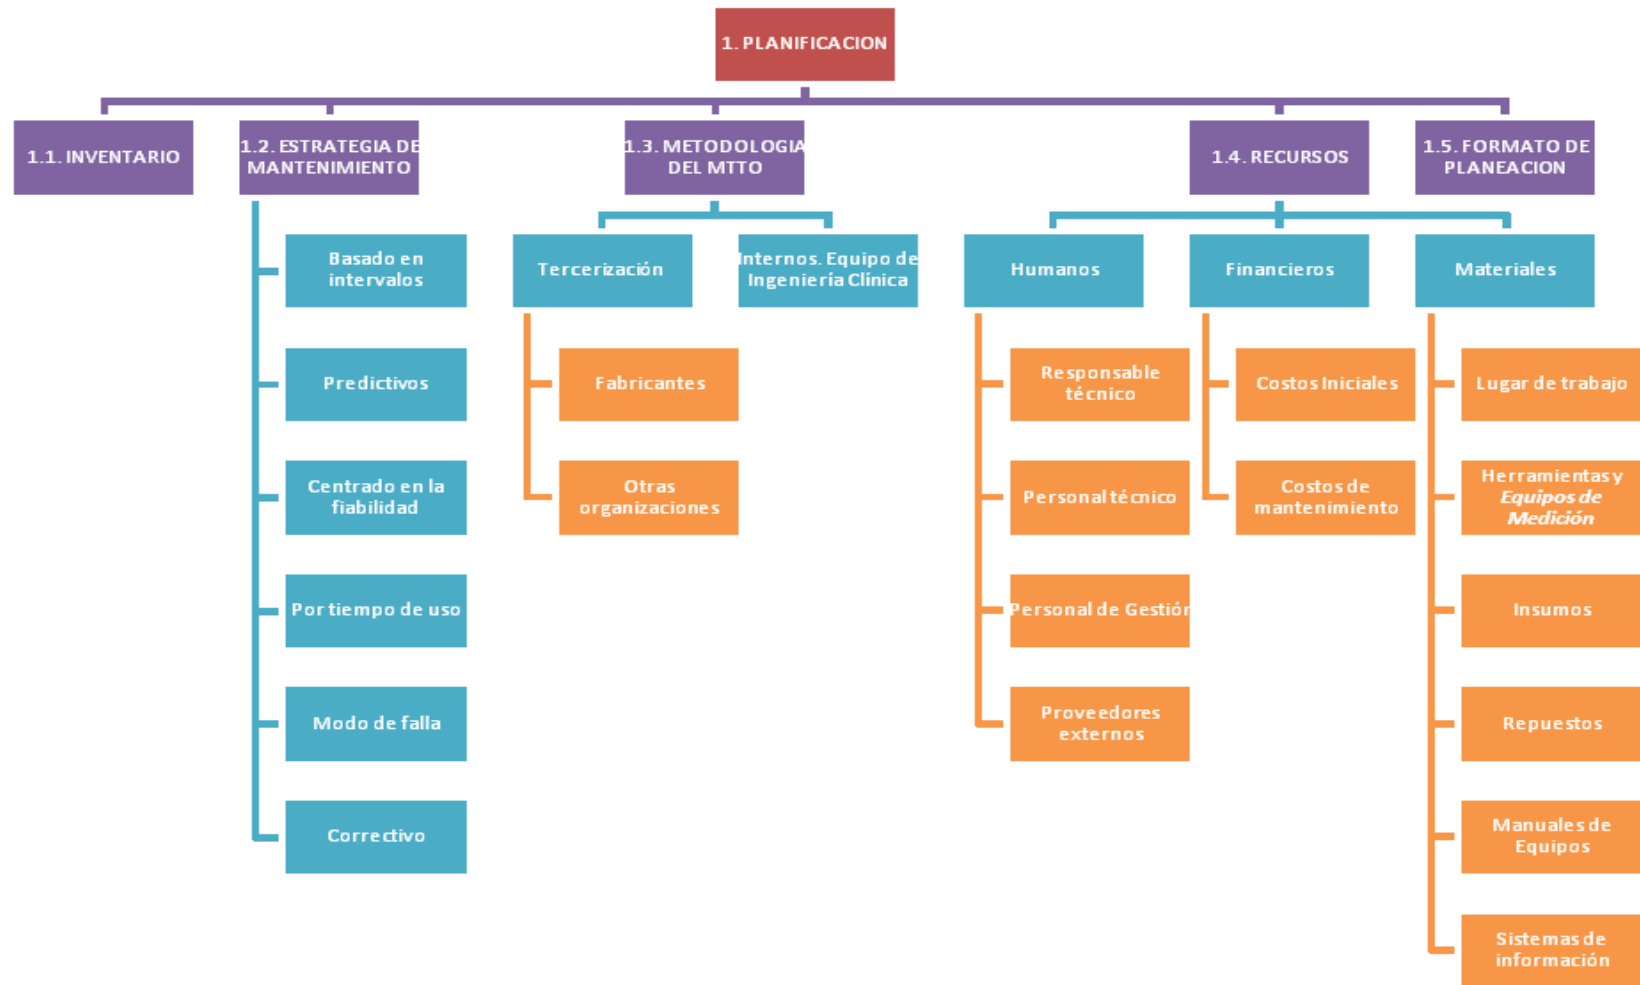 1. PLANIFICACION
1.1. INVENTARIO
1.2. ESTRATEGIA DE
MANTENIMIENTO
1.3. METODOLOGIA
DEL MTTO
1.4. RECURSOS
1.5. FORMATO DE
PLANEACION
Basado en
intervalos
Predictivos
Centrado en la
fiabilidad
Por tiempo de uso
Modo de falla
Correctivo
Tercerización
Fabricantes
Otras
organizaciones
Internos. Equipo de
Ingeniería Clínica
Humanos
Responsable
técnico
Personal técnico
Personal de Gestión
Proveedores
externos
Financieros
Costos Iniciales
Costos de
mantenimiento
Materiales
Lugar de trabajo
Herramientas y
Equipos de
Medición
Insumos
Repuestos
Manuales de
Equipos
Sistemas de
información